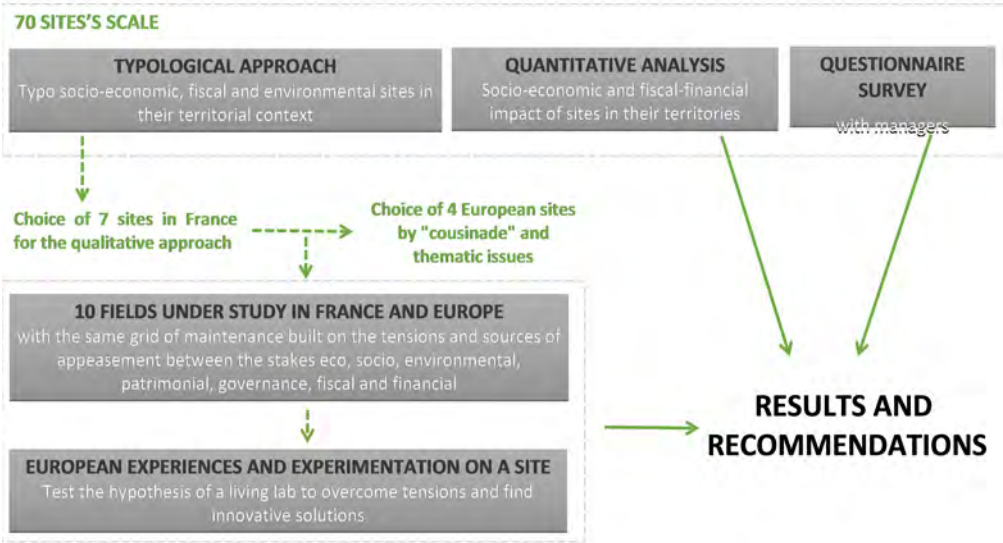 70 SITES'S SCALE
TYPOLOGICAL APPROACH
Typo socio-economic, fiscal and environmental sites in
their territorial context
QUANTITATIVE ANALYSIS
Socio-economic and fiscal-financial
impact of sites in their territories
QUESTIONNAIRE
SURVEY
with managers
Choice of 7 sites in France
for the qualitative approach
Choice of 4 European sites
by "cousinade" and
thematic issues
10 FIELDS UNDER STUDY IN FRANCE AND EUROPE
with the same grid of maintenance built on the tensions and sources of
appeasement between the stakes eco, socio, environmental,
patrimonial, governance, fiscal and financial
EUROPEAN EXPERIENCES AND EXPERIMENTATION ON A SITE
Test the hypothesis of a living lab to overcome tensions and find
innovative solutions
RESULTS AND
RECOMMENDATIONS